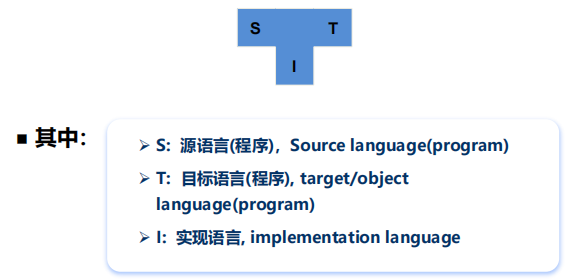 S T
I
■ 其中：
➢ S: 源语言(程序)，Source language(program)
➢ T: 目标语言(程序), target/object
language(program)
➢ I: 实现语言, implementation language